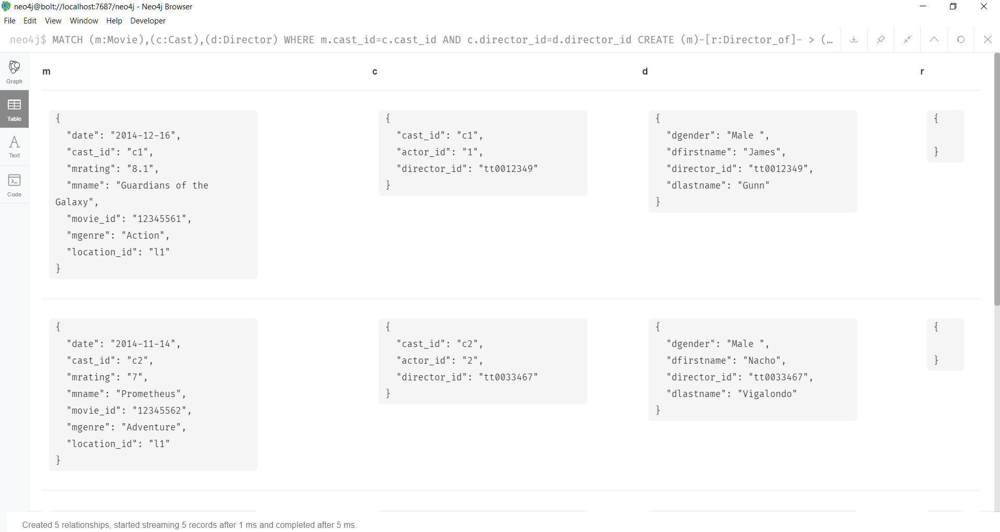 neo4j@bolt://localhost:7687/neo4j - Neo4j Browser
File Edit View Window Help Developer
neo4j$ MATCH (m:Movie),(c:Cast),(d:Director) WHERE m.cast_id=c.cast_id AND c.director_id=d.director_id CREATE (m)-[r:Director_of]- > (…
Graph
Table
Text
Code
m c d r
{
"date": "2014-12-16",
"cast_id": "c1",
"mrating": "8.1",
"mname": "Guardians of the
Galaxy",
"movie_id": "12345561",
"mgenre": "Action",
"location_id": "l1"
}
{
"cast_id": "c1",
"actor_id": "1",
"director_id": "tt0012349"
}
{
"dgender": "Male ",
"dfirstname": "James",
"director_id": "tt0012349",
"dlastname": "Gunn"
}
{
}
{
"date": "2014-11-14",
"cast_id": "c2",
"mrating": "7",
"mname": "Prometheus",
"movie_id": "12345562",
"mgenre": "Adventure",
"location_id": "l1"
}
{
"cast_id": "c2",
"actor_id": "2",
"director_id": "tt0033467"
}
{
"dgender": "Male ",
"dfirstname": "Nacho",
"director_id": "tt0033467",
"dlastname": "Vigalondo"
}
{
}
Created 5 relationships, started streaming 5 records after 1 ms and completed after 5 ms.